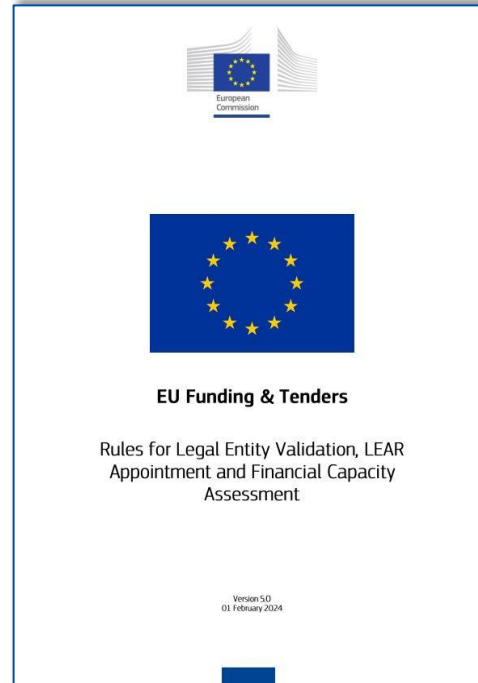 European
Commission
EU Funding & Tenders
Rules for Legal Entity Validation, LEAR
Appointment and Financial Capacity
Assessment
Version 5.0
01 February 2024